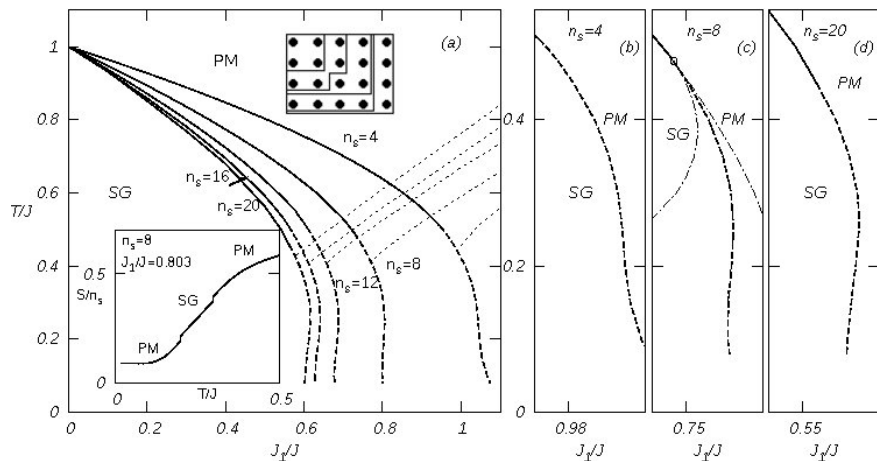 (a)
PM
n_s=4
n_s=16
n_s=20
SG
n_s=12
n_s=8
T/J
1
0.8
0.6
0.4
0.2
0
0
0.2
0.4
0.6
0.8
1
J_1/J
n_s=8
J_1/J=0.803
PM
SG
PM
S/n_s
0.5
0
0
T/J
0.5
n_s=4
(b)
PM
SG
0.4
0.2
0
0.98
J_1/J
n_s=8
(c)
SG
PM
0.75
J_1/J
n_s=20
(d)
PM
SG
0.55
J_1/J